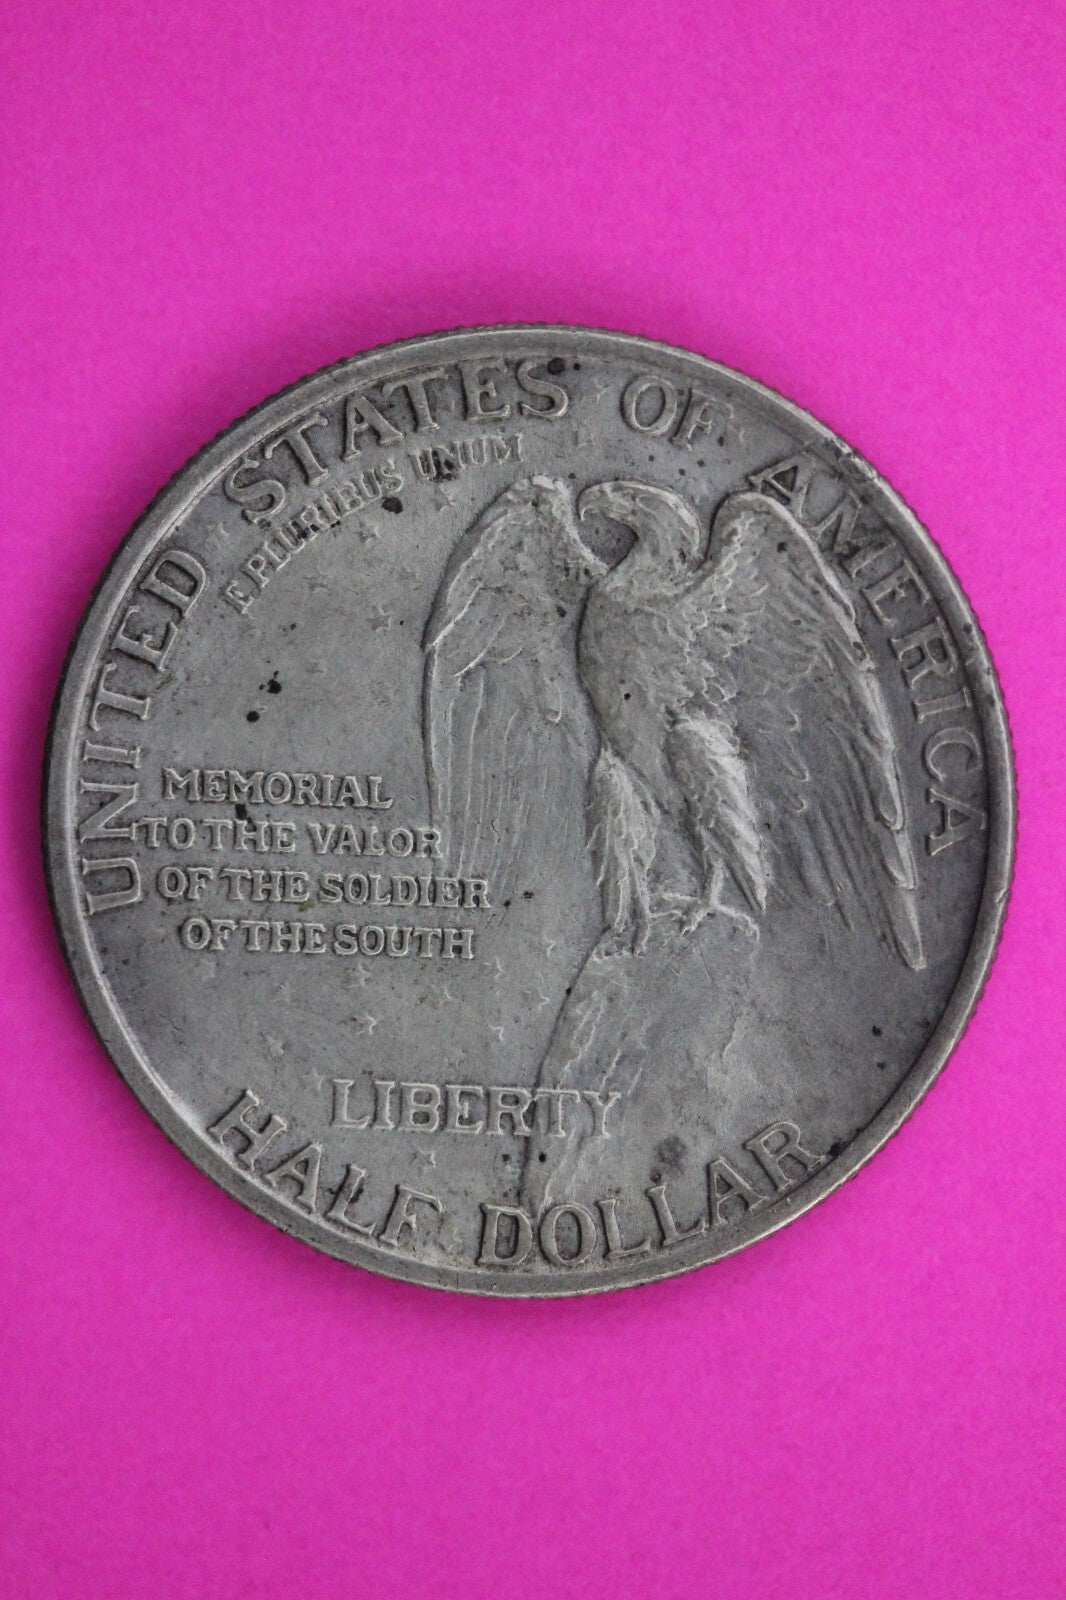 UNITED STATES OF AMERICA
E PLURIBUS UNUM
MEMORIAL
TO THE VALOR
OF THE SOLDIER
OF THE SOUTH
LIBERTY
HALF DOLLAR